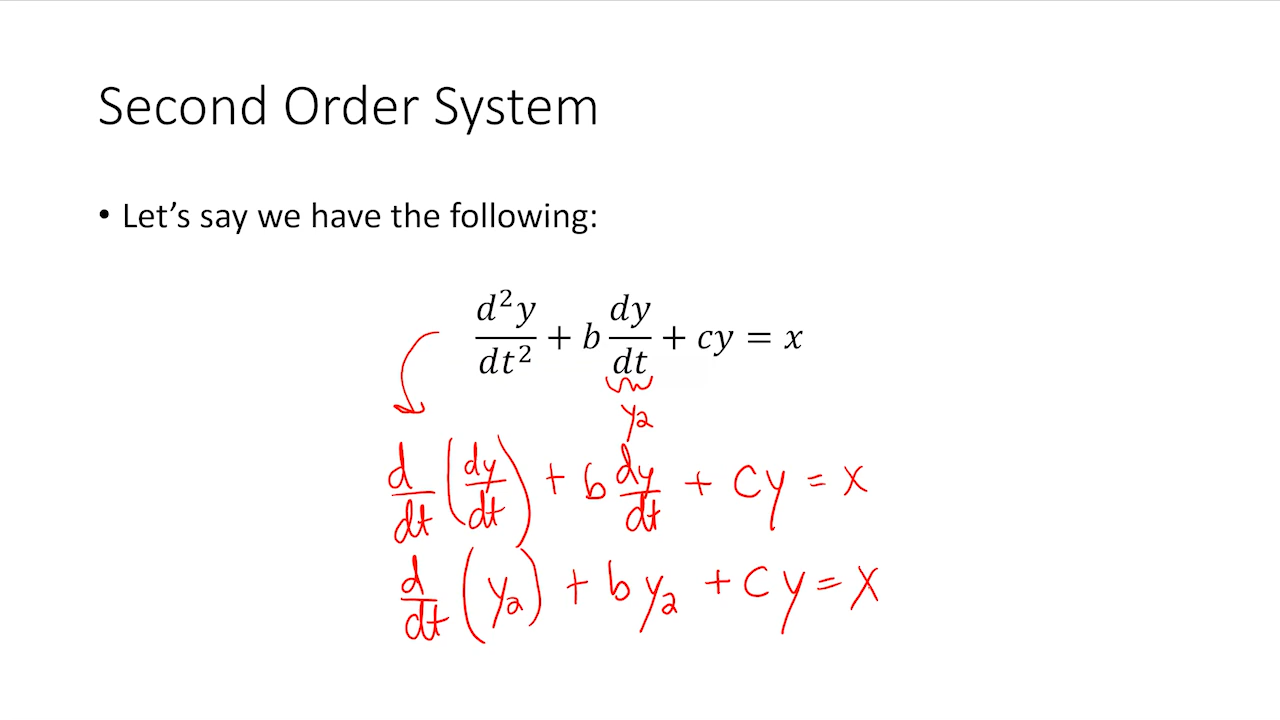 Second Order System
• Let’s say we have the following:
d²y/dt² + b dy/dt + cy = x
y₂
d/dt (dy/dt) + b dy/dt + cy = x
d/dt (y₂) + b y₂ + cy = x